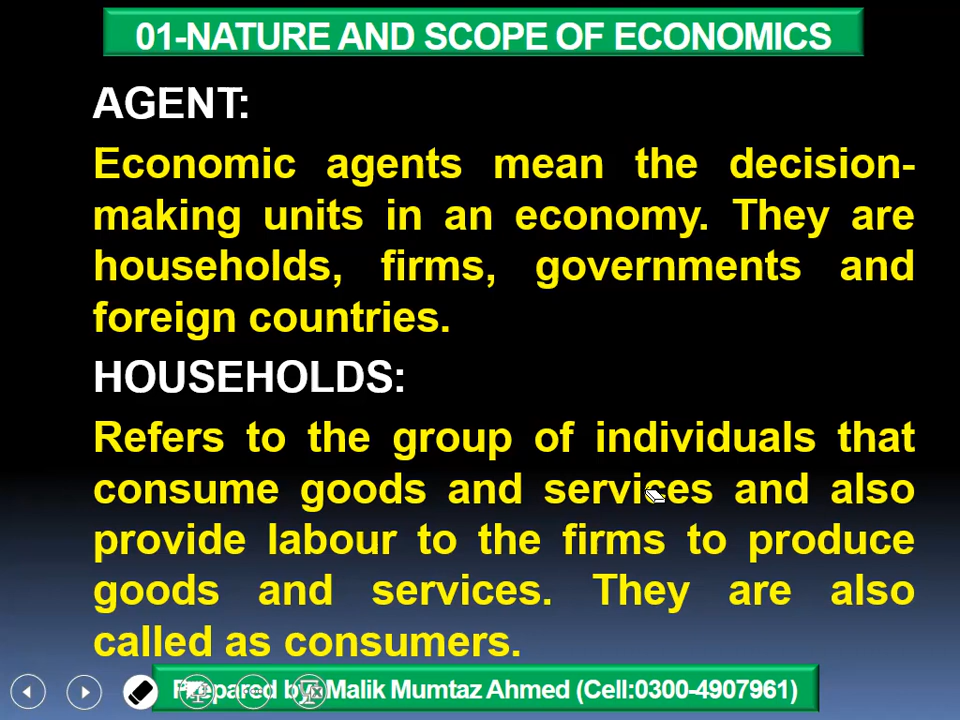 01-NATURE AND SCOPE OF ECONOMICS
AGENT:
Economic agents mean the decision-
making units in an economy. They are
households, firms, governments and
foreign countries.
HOUSEHOLDS:
Refers to the group of individuals that
consume goods and services and also
provide labour to the firms to produce
goods and services. They are also
called as consumers.
Prepared by: Malik Mumtaz Ahmed (Cell:0300-4907961)